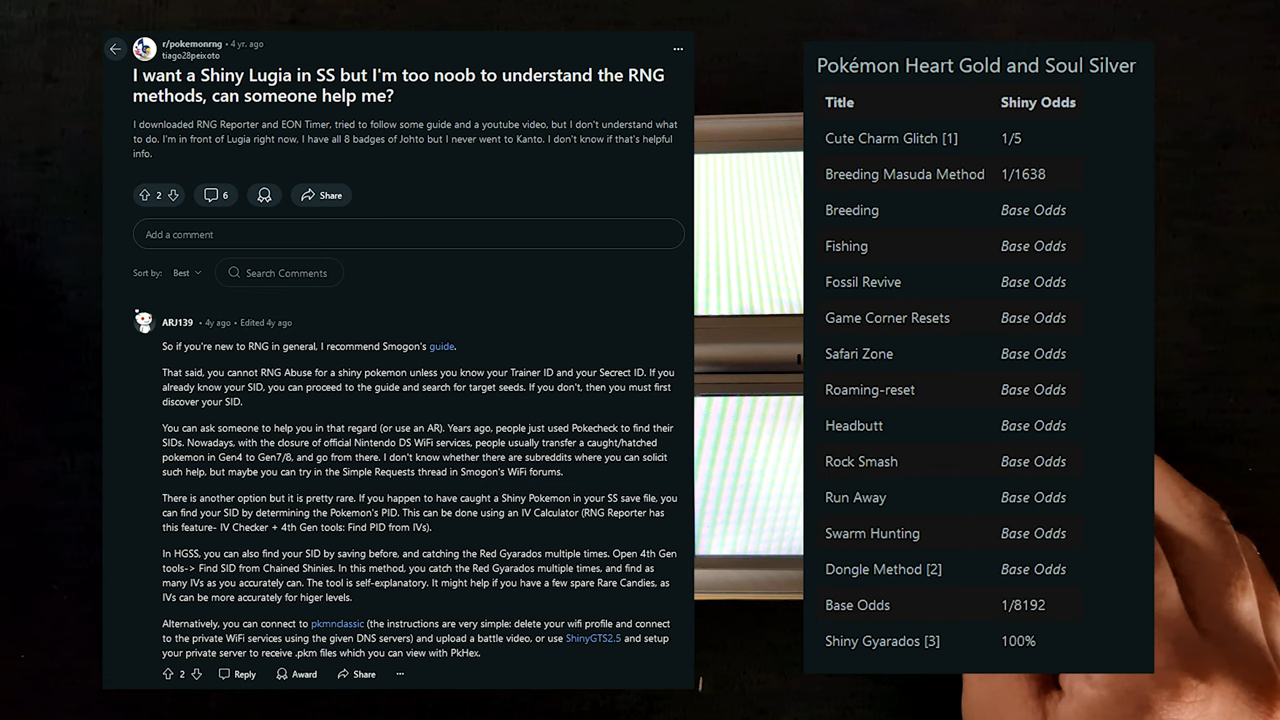 r/pokemonrng • 4 yr. ago
tiago28peixoto
I want a Shiny Lugia in SS but I'm too noob to understand the RNG
methods, can someone help me?
I downloaded RNG Reporter and EON Timer, tried to follow some guide and a youtube video, but I don't understand what
to do. I'm in front of Lugia right now, I have all 8 badges of Johto but I never went to Kanto. I don't know if that's helpful
info.
2 6 Share
Add a comment
Sort by: Best Search Comments
ARJ139 • 4y ago • Edited 4y ago
So if you're new to RNG in general, I recommend Smogon's guide.
That said, you cannot RNG Abuse for a shiny pokemon unless you know your Trainer ID and your Secrect ID. If you
already know your SID, you can proceed to the guide and search for target seeds. If you don't, then you must first
discover your SID.
You can ask someone to help you in that regard (or use an AR). Years ago, people just used Pokecheck to find their
SIDs. Nowadays, with the closure of official Nintendo DS WiFi services, people usually transfer a caught/hatched
pokemon in Gen4 to Gen7/8, and go from there. I don't know whether there are subreddits where you can solicit
such help, but maybe you can try in the Simple Requests thread in Smogon's WiFi forums.
There is another option but it is pretty rare. If you happen to have caught a Shiny Pokemon in your SS save file, you
can find your SID by determining the Pokemon's PID. This can be done using an IV Calculator (RNG Reporter has
this feature- IV Checker + 4th Gen tools: Find PID from IVs).
In HGSS, you can also find your SID by saving before, and catching the Red Gyarados multiple times. Open 4th Gen
tools-> Find SID from Chained Shinies. In this method, you catch the Red Gyarados multiple times, and find as
many IVs as you accurately can. The tool is self-explanatory. It might help if you have a few spare Rare Candies, as
IVs can be more accurately for higer levels.
Alternatively, you can connect to pkmnclassic (the instructions are very simple: delete your wifi profile and connect
to the private WiFi services using the given DNS servers) and upload a battle video, or use ShinyGTS2.5 and setup
your private server to receive .pkm files which you can view with PkHex.
2 Reply Award Share
Pokémon Heart Gold and Soul Silver
Title Shiny Odds
Cute Charm Glitch [1] 1/5
Breeding Masuda Method 1/1638
Breeding Base Odds
Fishing Base Odds
Fossil Revive Base Odds
Game Corner Resets Base Odds
Safari Zone Base Odds
Roaming-reset Base Odds
Headbutt Base Odds
Rock Smash Base Odds
Run Away Base Odds
Swarm Hunting Base Odds
Dongle Method [2] Base Odds
Base Odds 1/8192
Shiny Gyarados [3] 100%